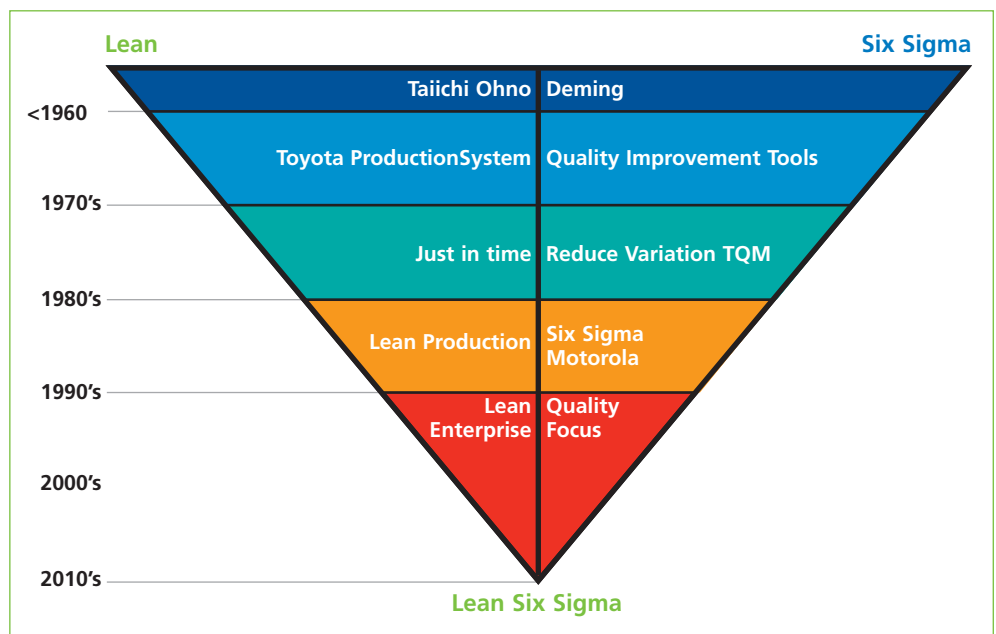 Lean
Six Sigma
Taiichi Ohno
Deming
<1960
Toyota ProductionSystem
Quality Improvement Tools
1970's
Just in time
Reduce Variation TQM
1980's
Lean Production
Six Sigma
Motorola
1990's
Lean
Enterprise
Quality
Focus
2000's
2010's
Lean Six Sigma